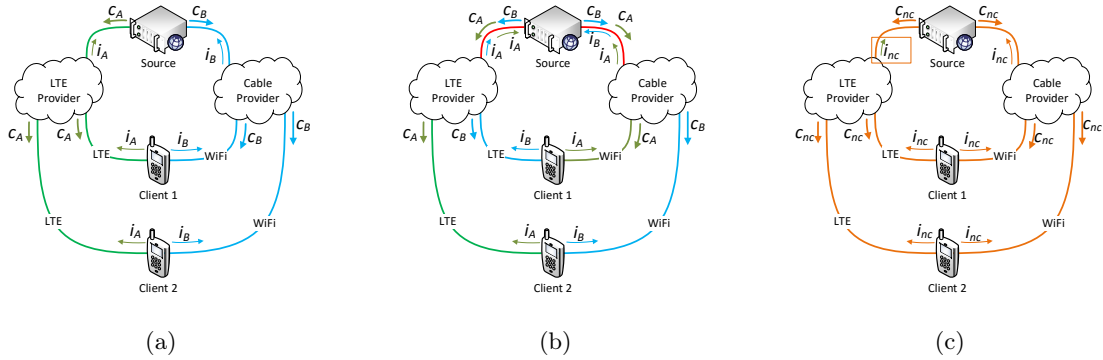 C_A C_B
i_A i_B
Source
LTE
Provider
Cable
Provider
C_A C_A C_B C_B
i_A i_B
LTE WiFi
Client 1
LTE WiFi
i_A i_B
Client 2
(a)
C_A C_B C_B C_A
i_A i_A i_B i_A
Source
LTE
Provider
Cable
Provider
C_A C_B C_A C_B
i_B i_A
LTE WiFi
Client 1
LTE WiFi
i_A i_B
Client 2
(b)
C_nc C_nc
i_nc i_nc
Source
LTE
Provider
Cable
Provider
C_nc C_nc C_nc C_nc
i_nc i_nc
LTE WiFi
Client 1
LTE WiFi
i_nc i_nc
Client 2
(c)